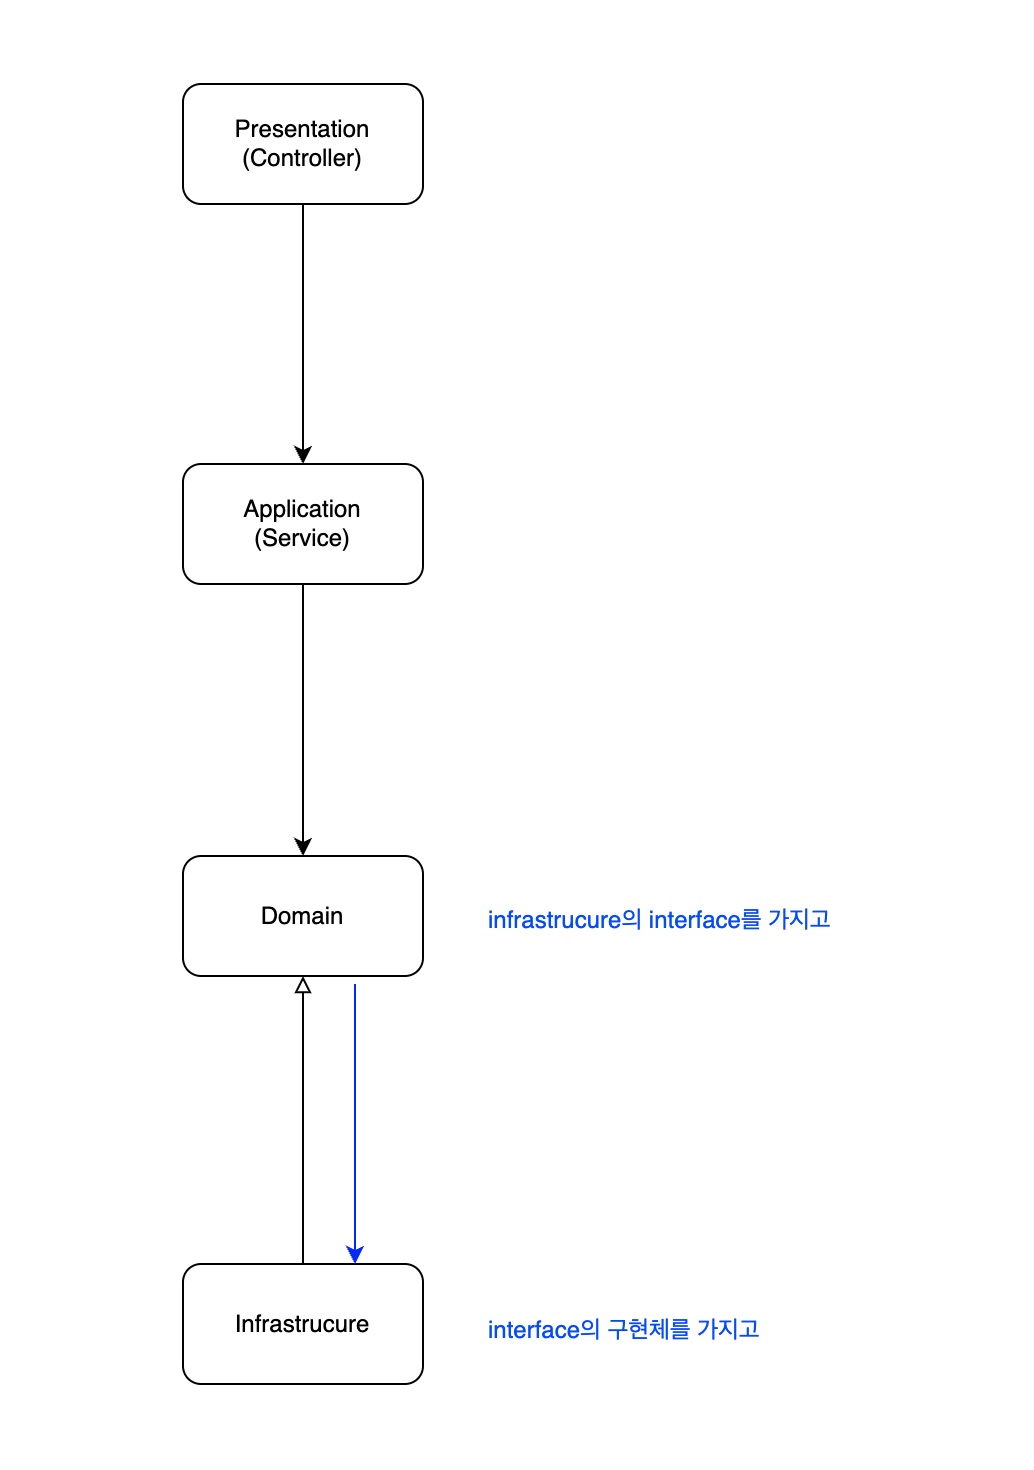 Presentation
(Controller)
Application
(Service)
Domain
infrastrucure의 interface를 가지고
Infrastrucure
interface의 구현체를 가지고